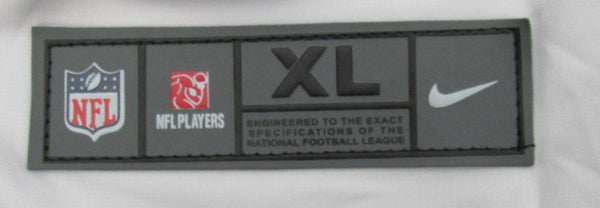 NFL
NFL PLAYERS
XL
ENGINEERED TO THE EXACT
SPECIFICATIONS OF THE
NATIONAL FOOTBALL LEAGUE